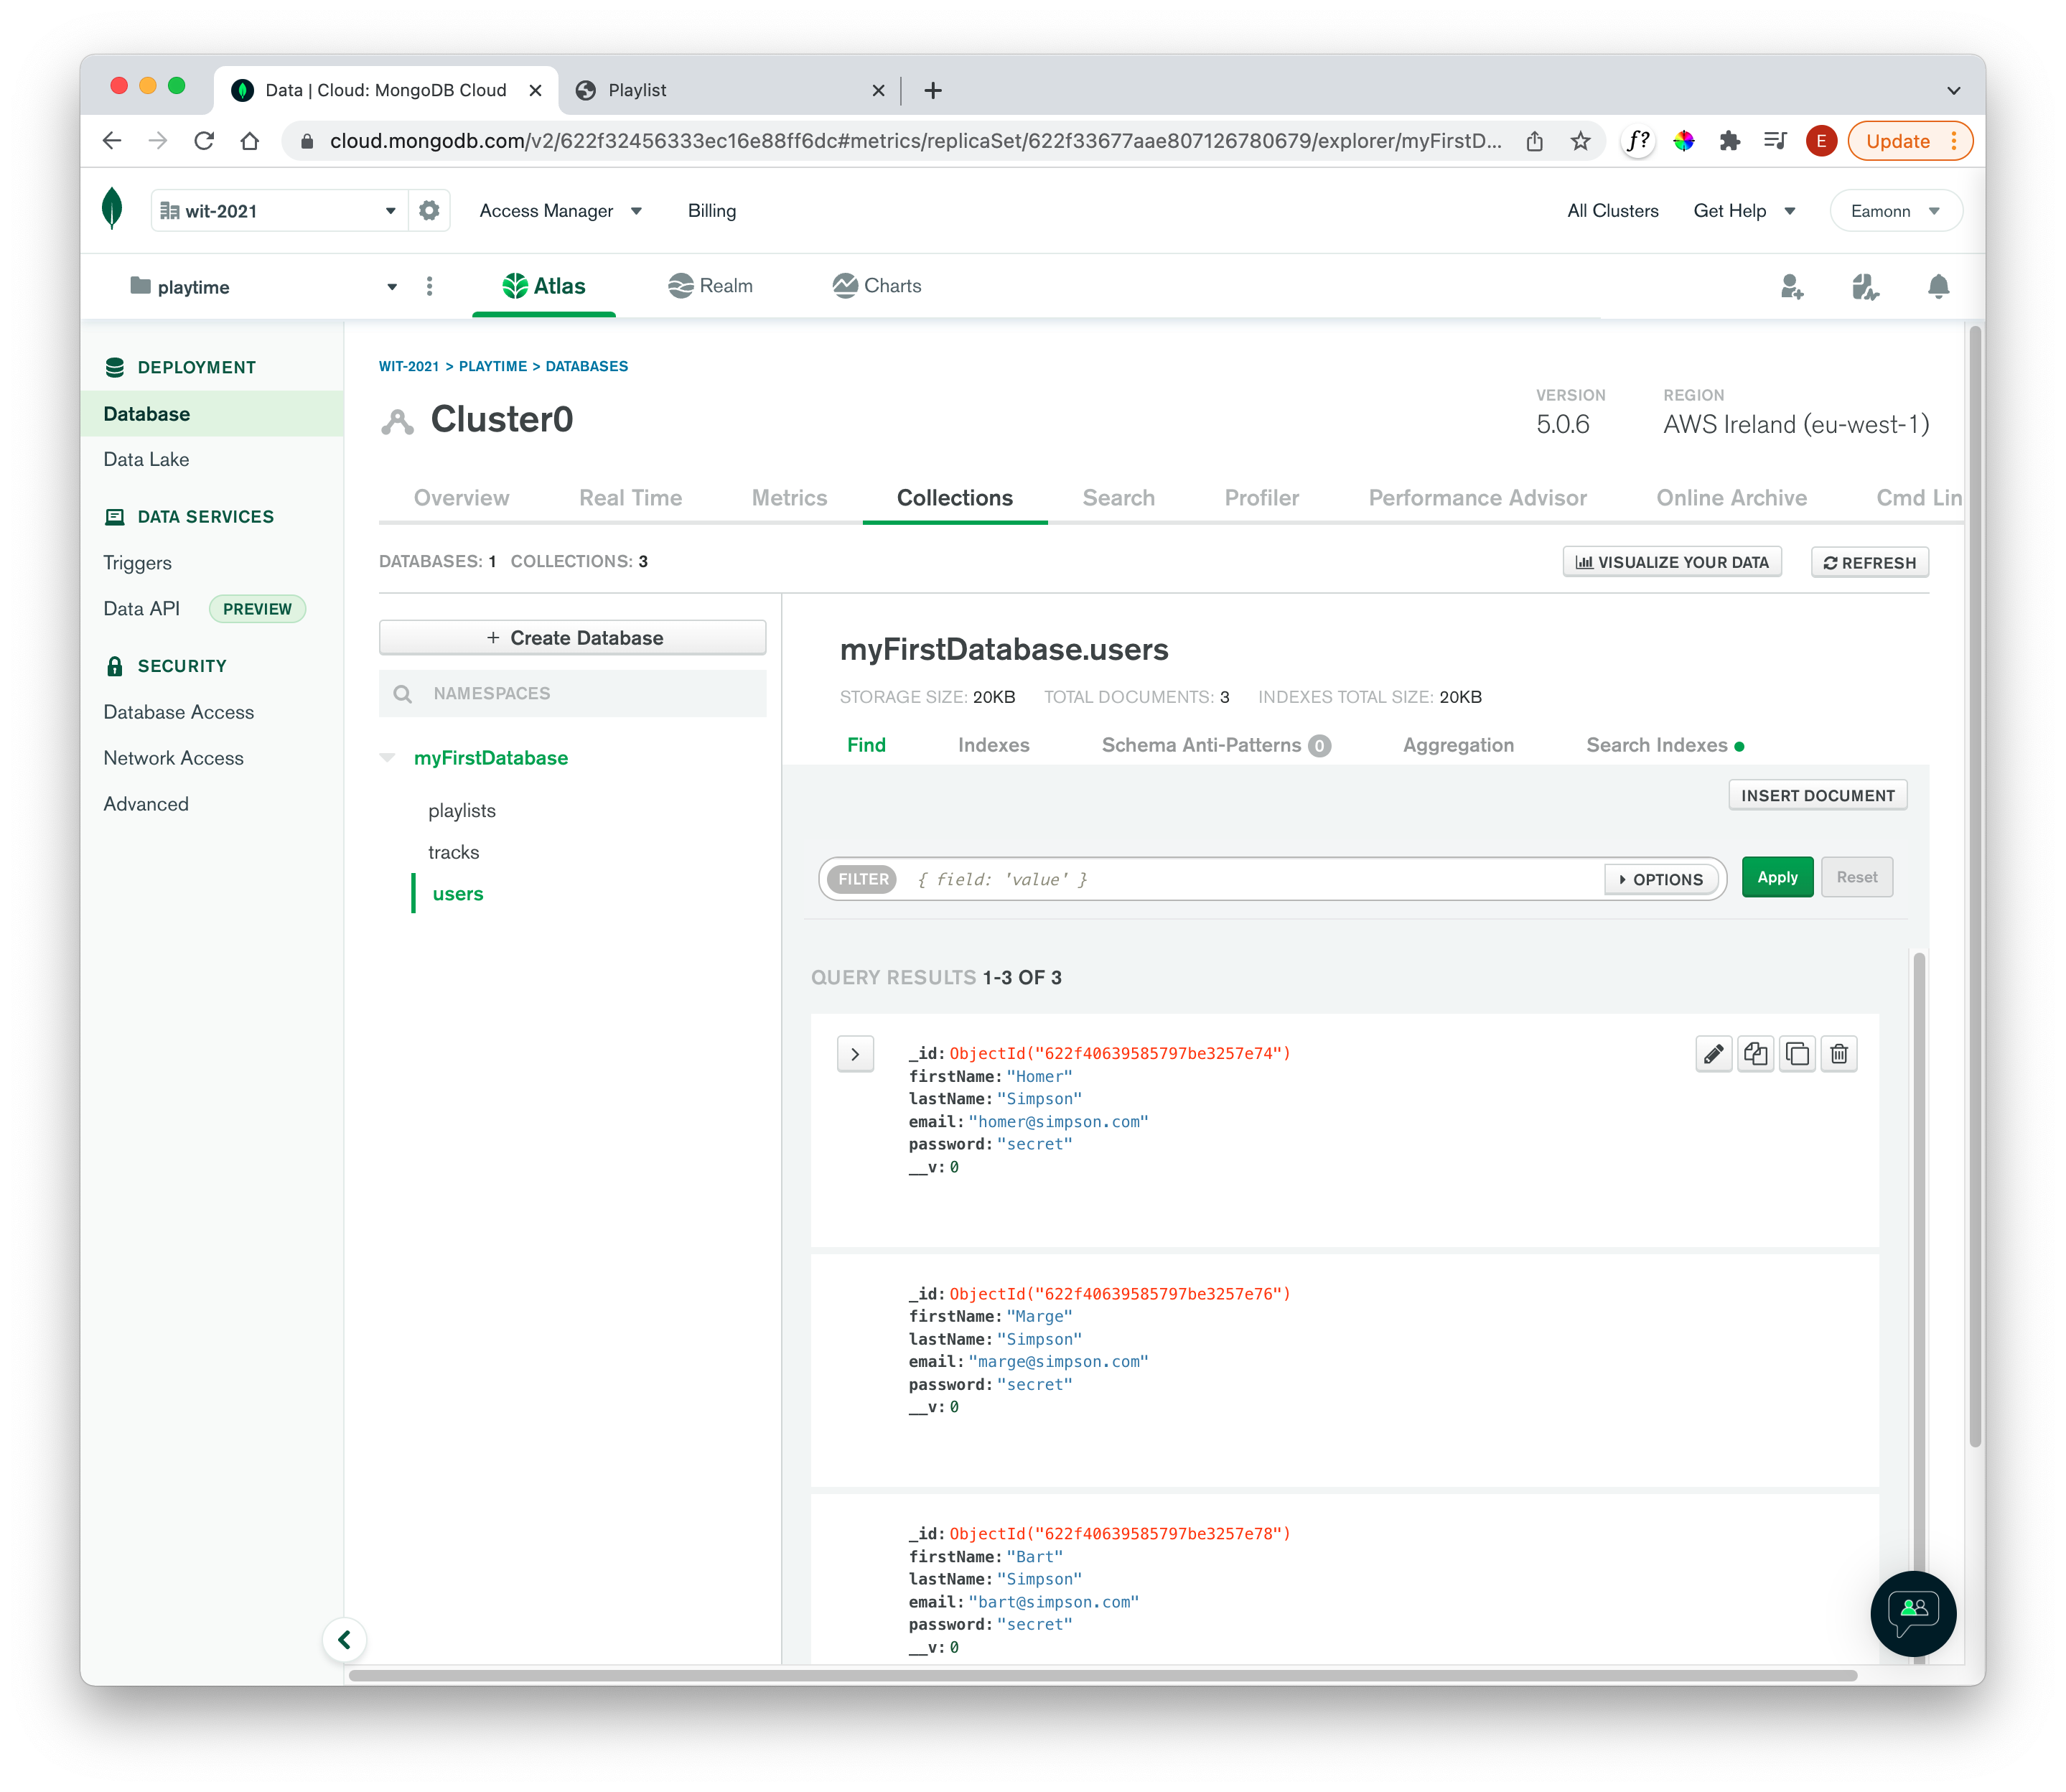 Data | Cloud: MongoDB Cloud
Playlist
cloud.mongodb.com/v2/622f32456333ec16e88ff6dc#metrics/replicaSet/622f33677aae807126780679/explorer/myFirstD...
f?
E
Update
wit-2021
Access Manager
Billing
All Clusters
Get Help
Eamonn
playtime
Atlas
Realm
Charts
DEPLOYMENT
Database
Data Lake
DATA SERVICES
Triggers
Data API PREVIEW
SECURITY
Database Access
Network Access
Advanced
WIT-2021 > PLAYTIME > DATABASES
Cluster0
VERSION
5.0.6
REGION
AWS Ireland (eu-west-1)
Overview
Real Time
Metrics
Collections
Search
Profiler
Performance Advisor
Online Archive
Cmd Lin
DATABASES: 1 COLLECTIONS: 3
VISUALIZE YOUR DATA
REFRESH
+ Create Database
NAMESPACES
myFirstDatabase
playlists
tracks
users
myFirstDatabase.users
STORAGE SIZE: 20KB TOTAL DOCUMENTS: 3 INDEXES TOTAL SIZE: 20KB
Find
Indexes
Schema Anti-Patterns 0
Aggregation
Search Indexes
INSERT DOCUMENT
FILTER { field: 'value' }
OPTIONS
Apply
Reset
QUERY RESULTS 1-3 OF 3
_id: ObjectId("622f40639585797be3257e74")
firstName: "Homer"
lastName: "Simpson"
email: "homer@simpson.com"
password: "secret"
__v: 0
_id: ObjectId("622f40639585797be3257e76")
firstName: "Marge"
lastName: "Simpson"
email: "marge@simpson.com"
password: "secret"
__v: 0
_id: ObjectId("622f40639585797be3257e78")
firstName: "Bart"
lastName: "Simpson"
email: "bart@simpson.com"
password: "secret"
__v: 0